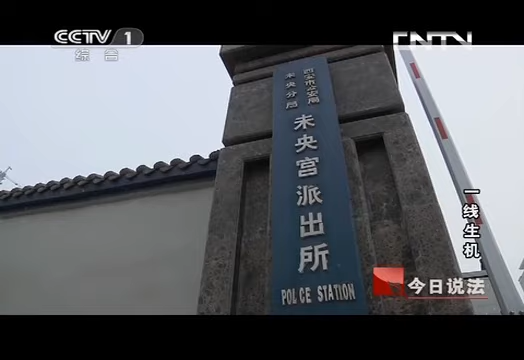 CCTV 1
综合
CNTV
西安市公安局
未央分局
未央宫派出所
POLICE STATION
一线生机
今日说法